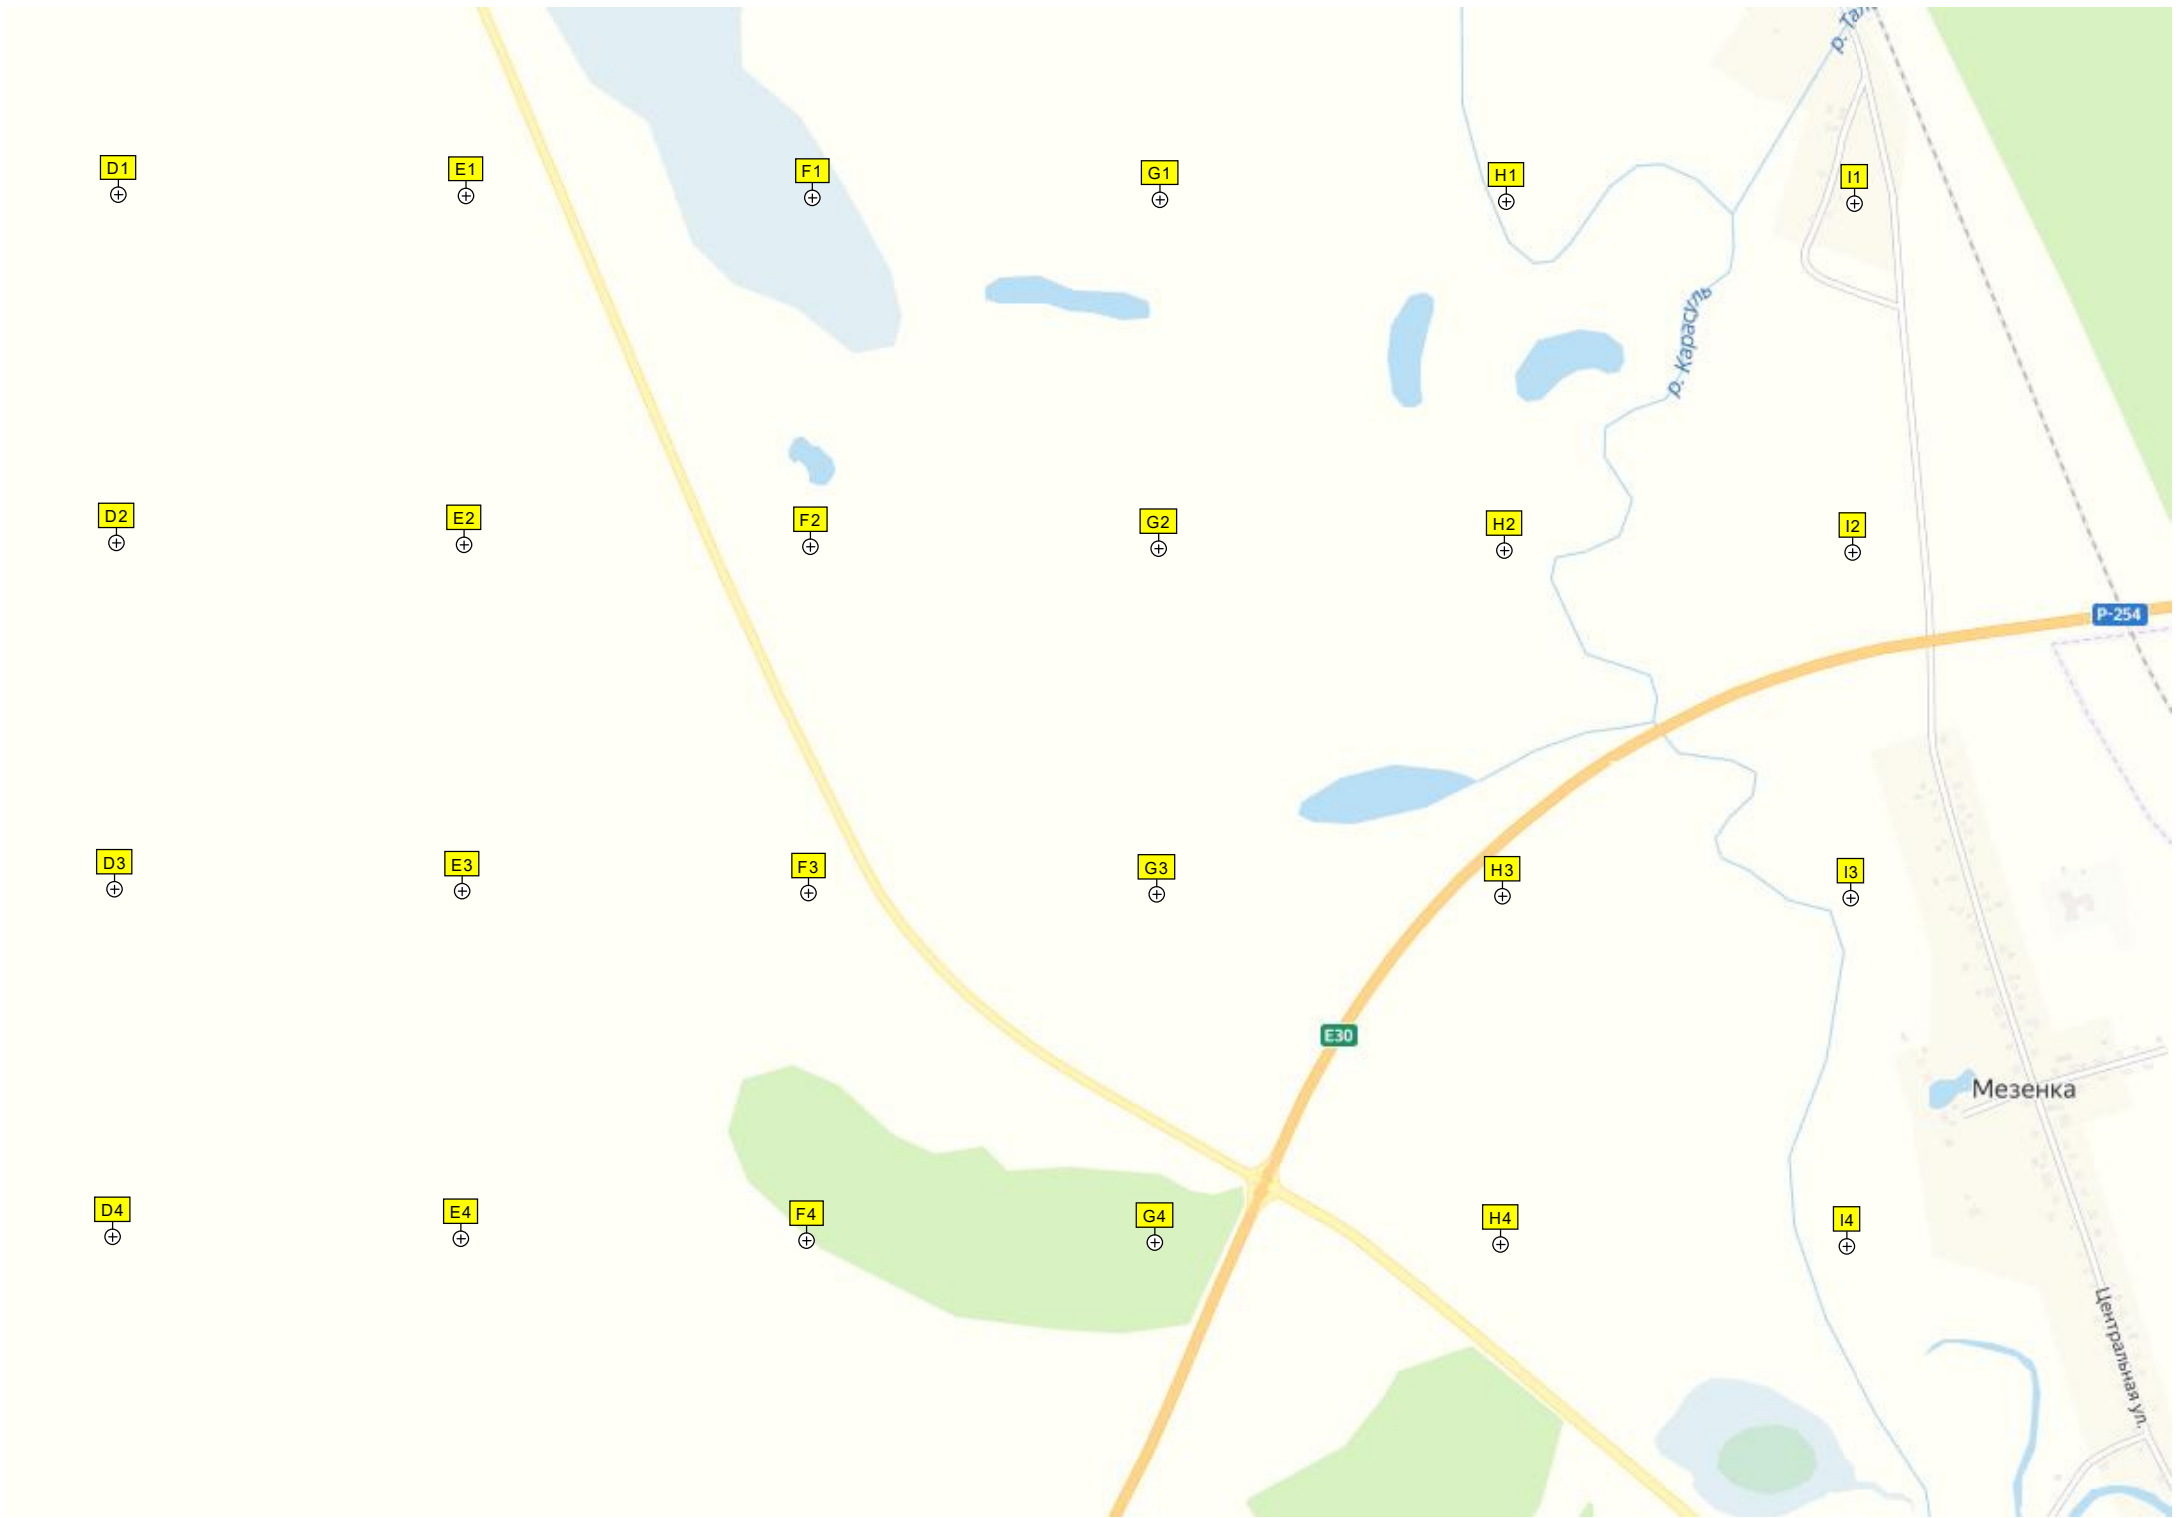 р. Тал
D1
E1
F1
G1
H1
I1
р. Карасуль
D2
E2
F2
G2
H2
I2
Р-254
D3
E3
F3
G3
H3
I3
E30
Мезенка
D4
E4
F4
G4
H4
I4
Центральная ул.